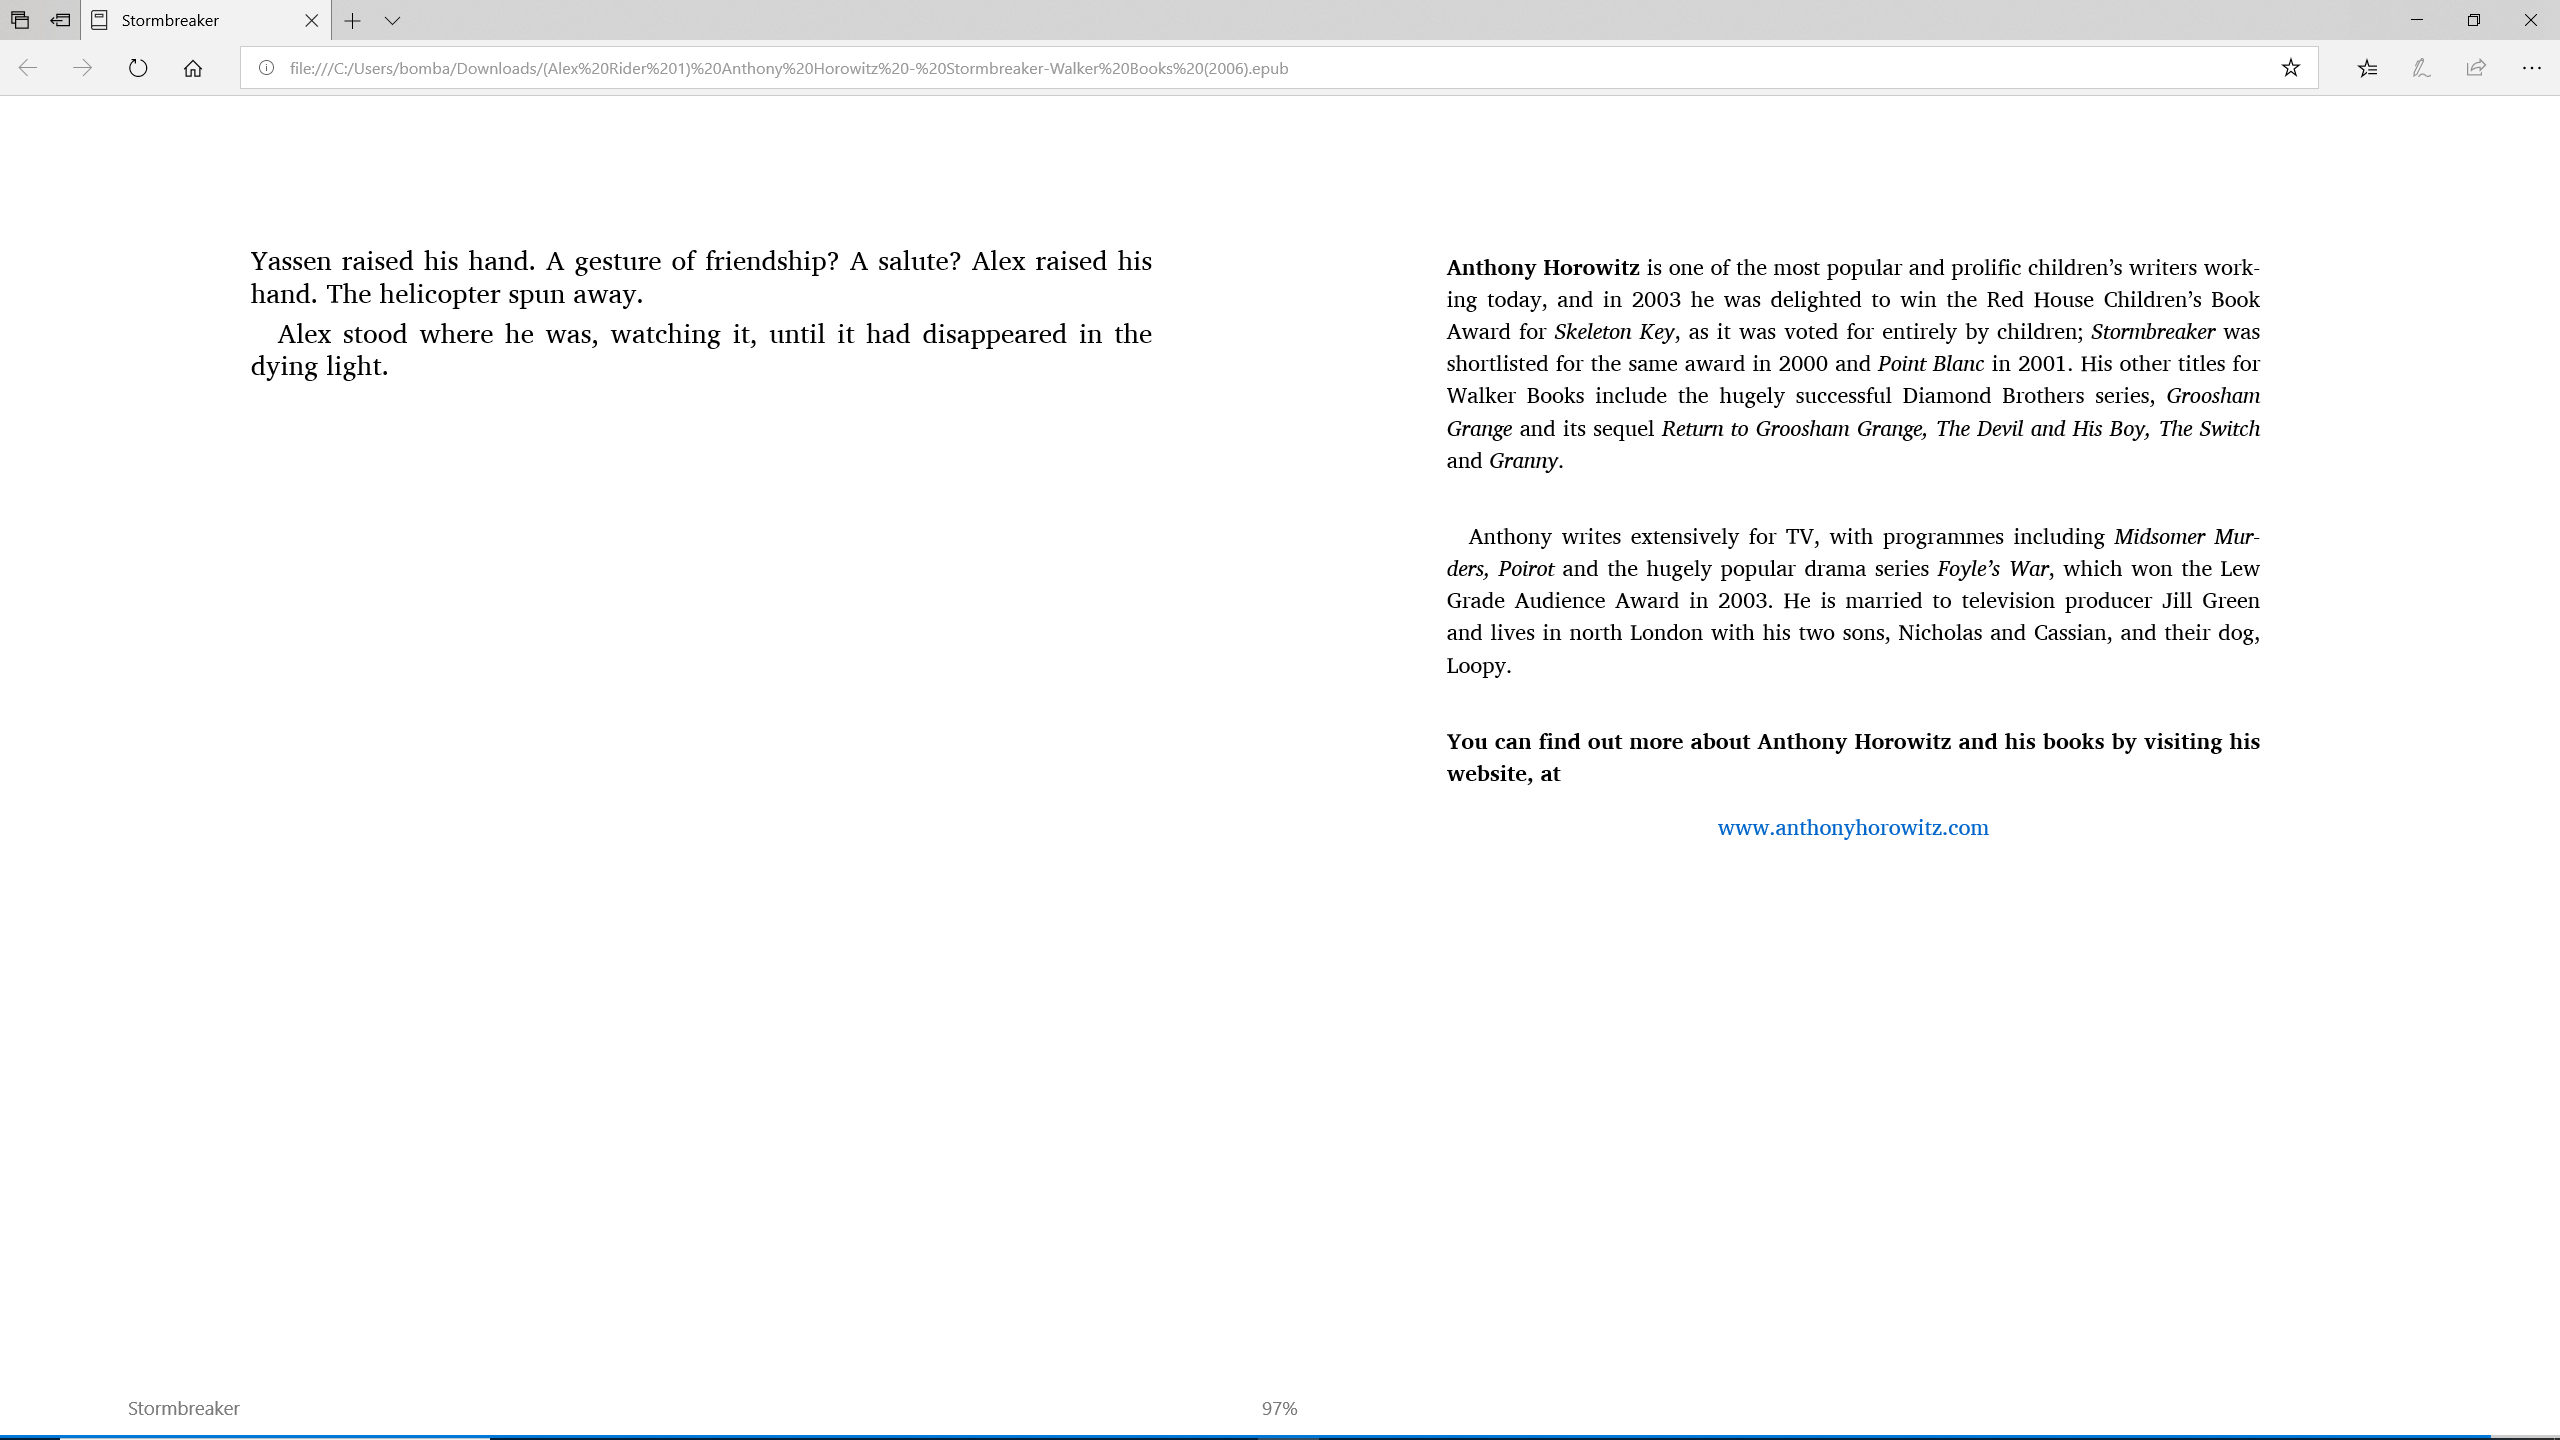 Stormbreaker
file:///C:/Users/bomba/Downloads/(Alex%20Rider%201)%20Anthony%20Horowitz%20-%20Stormbreaker-Walker%20Books%20(2006).epub
Yassen raised his hand. A gesture of friendship? A salute? Alex raised his
hand. The helicopter spun away.
Alex stood where he was, watching it, until it had disappeared in the
dying light.
Anthony Horowitz is one of the most popular and prolific children’s writers work-
ing today, and in 2003 he was delighted to win the Red House Children’s Book
Award for Skeleton Key, as it was voted for entirely by children; Stormbreaker was
shortlisted for the same award in 2000 and Point Blanc in 2001. His other titles for
Walker Books include the hugely successful Diamond Brothers series, Groosham
Grange and its sequel Return to Groosham Grange, The Devil and His Boy, The Switch
and Granny.
Anthony writes extensively for TV, with programmes including Midsomer Mur-
ders, Poirot and the hugely popular drama series Foyle’s War, which won the Lew
Grade Audience Award in 2003. He is married to television producer Jill Green
and lives in north London with his two sons, Nicholas and Cassian, and their dog,
Loopy.
You can find out more about Anthony Horowitz and his books by visiting his
website, at
www.anthonyhorowitz.com
Stormbreaker
97%